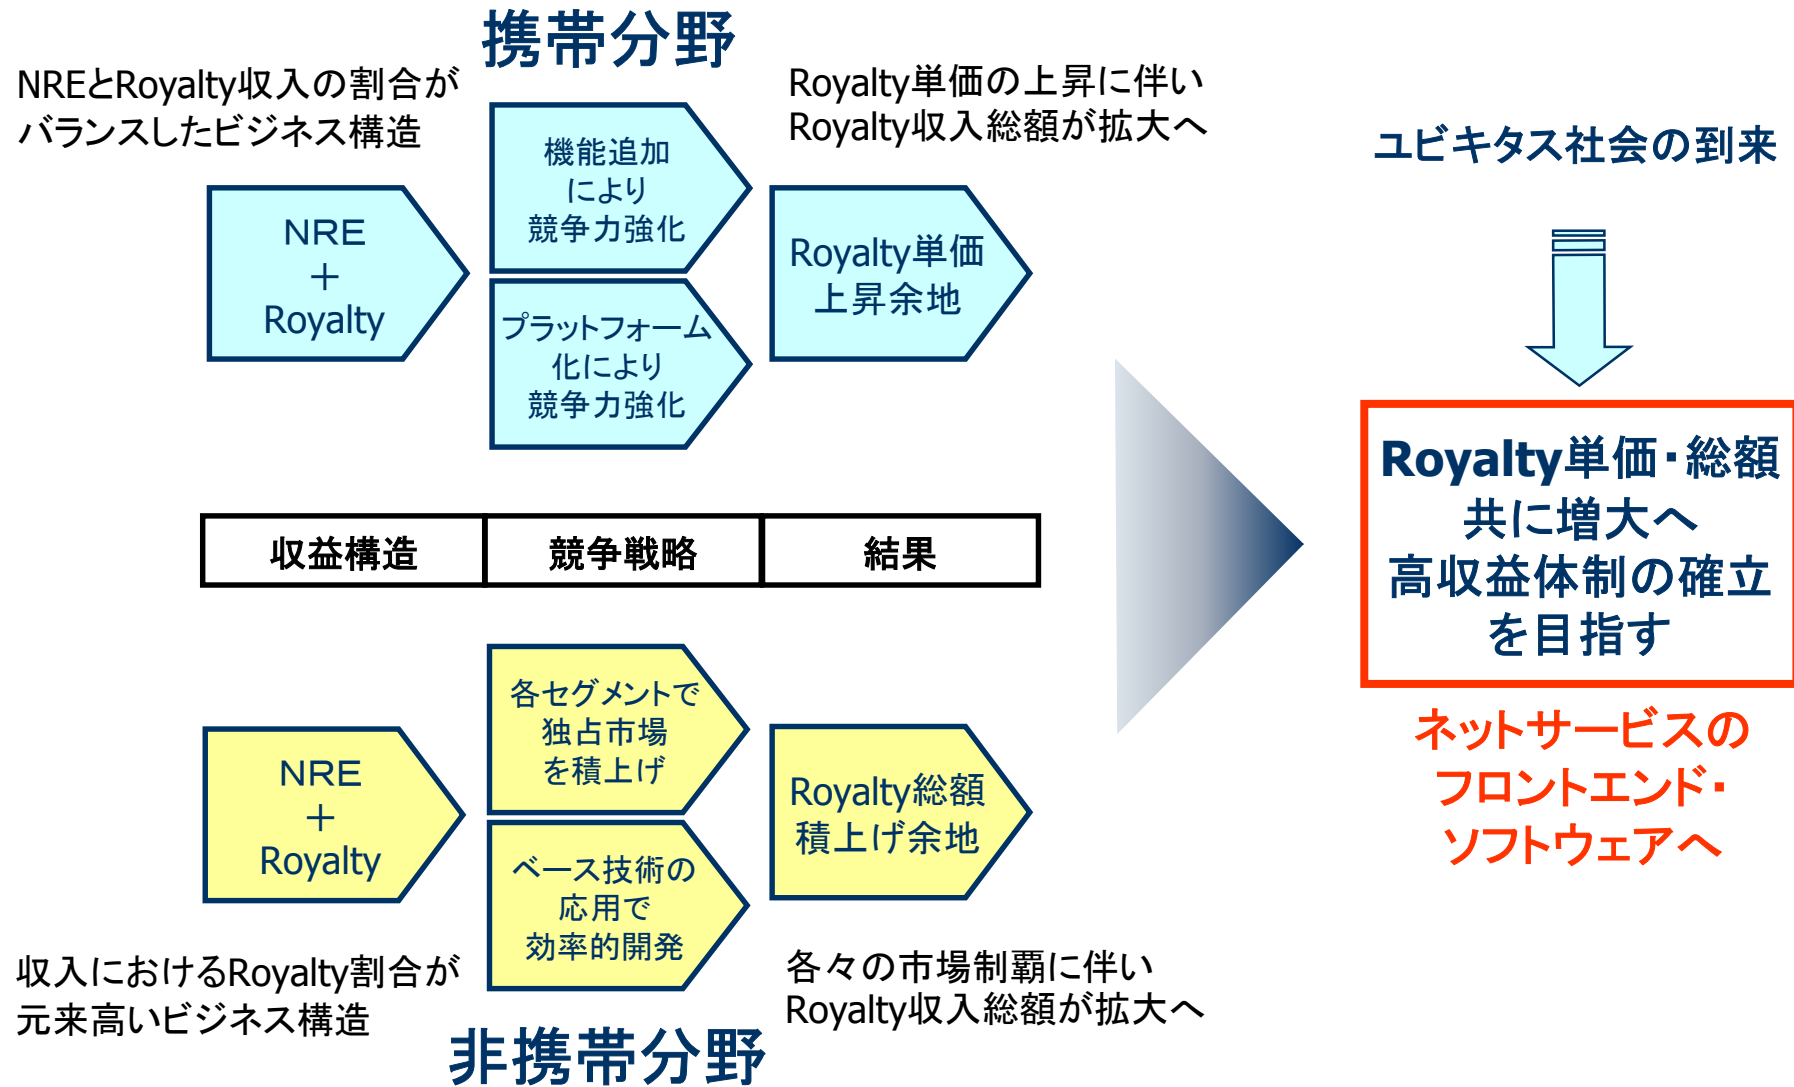 携帯分野
NREとRoyalty収入の割合が
バランスしたビジネス構造
Royalty単価の上昇に伴い
Royalty収入総額が拡大へ
NRE
＋
Royalty
機能追加
により
競争力強化
プラットフォーム
化により
競争力強化
Royalty単価
上昇余地
収益構造
競争戦略
結果
NRE
＋
Royalty
各セグメントで
独占市場
を積上げ
ベース技術の
応用で
効率的開発
Royalty総額
積上げ余地
収入におけるRoyalty割合が
元来高いビジネス構造
各々の市場制覇に伴い
Royalty収入総額が拡大へ
非携帯分野
ユビキタス社会の到来
Royalty単価・総額
共に増大へ
高収益体制の確立
を目指す
ネットサービスの
フロントエンド・
ソフトウェアへ